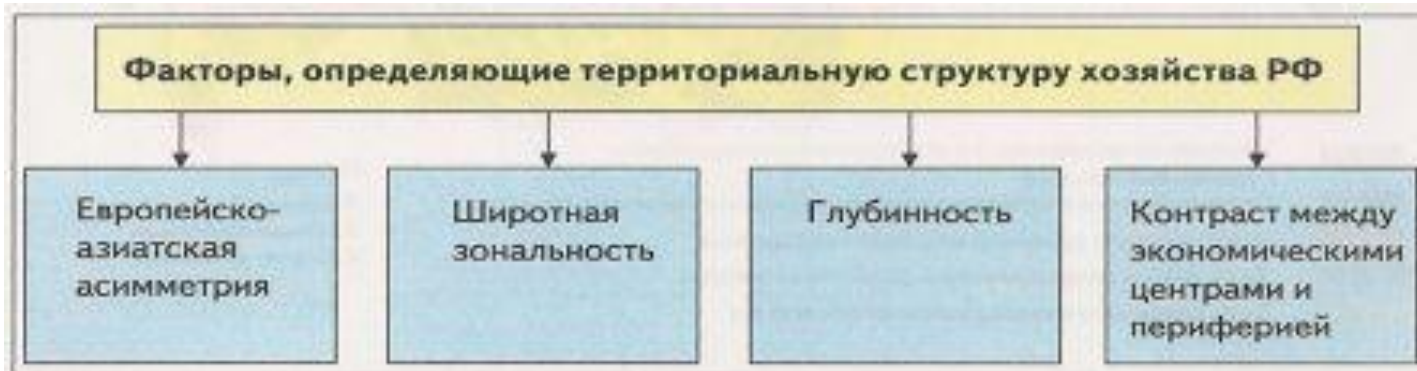 Факторы, определяющие территориальную структуру хозяйства РФ
Европейско-
азиатская
асимметрия
Широтная
зональность
Глубинность
Контраст между
экономическими
центрами и
периферией